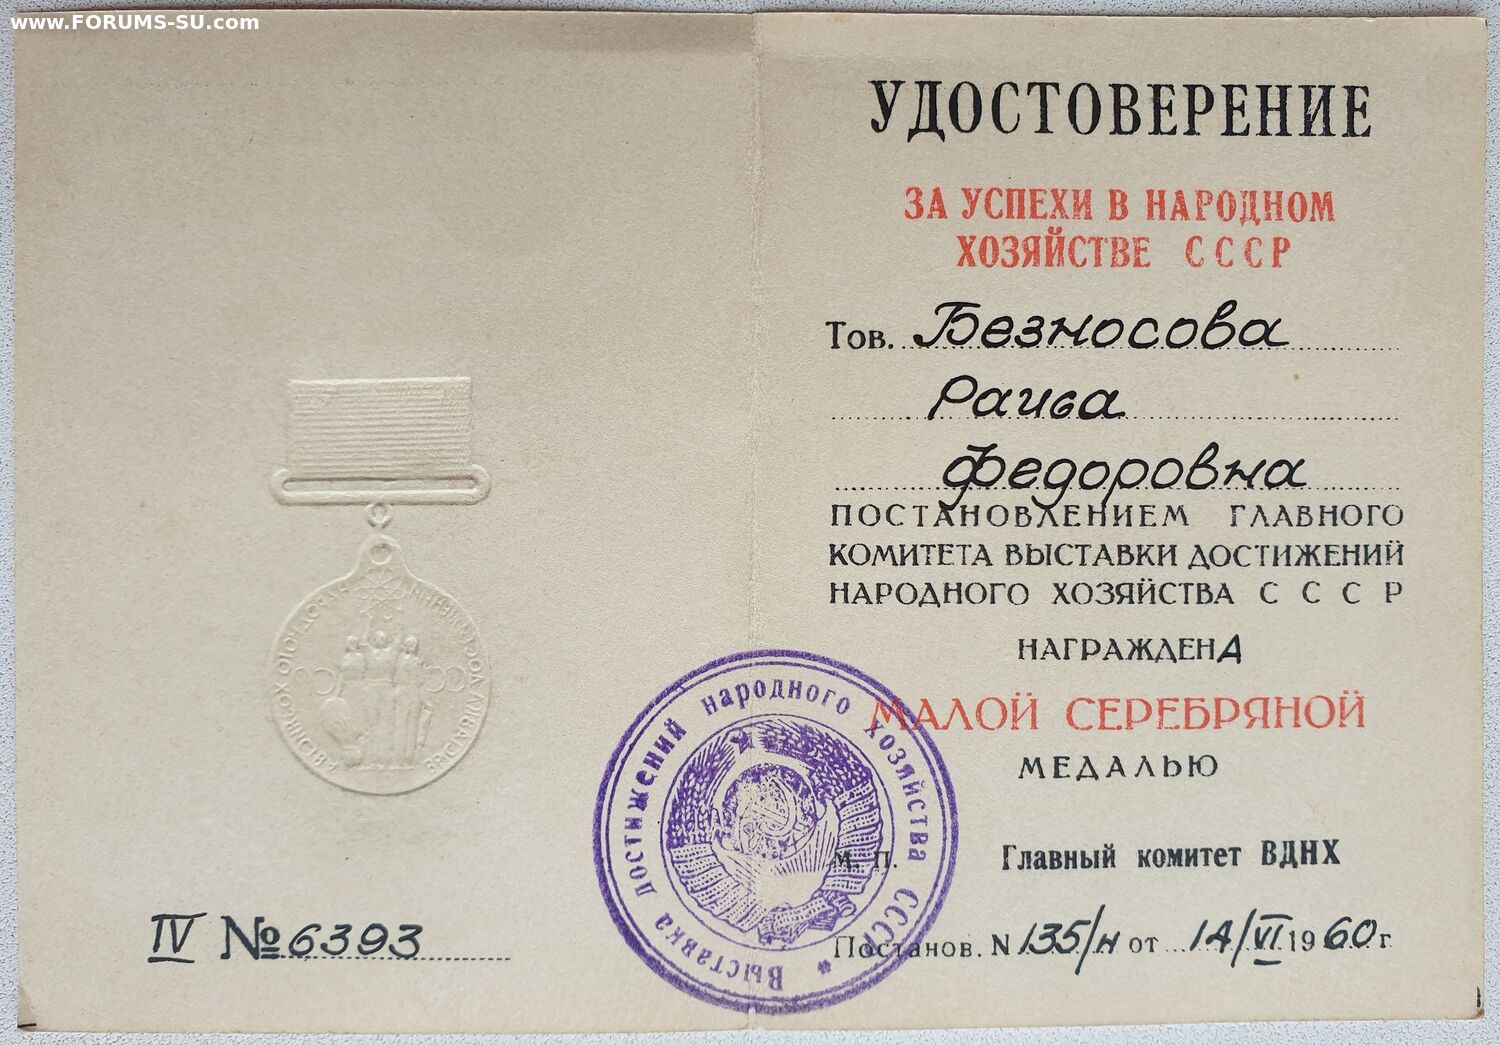 www.FORUMS-SU.com
УДОСТОВЕРЕНИЕ
ЗА УСПЕХИ В НАРОДНОМ
ХОЗЯЙСТВЕ СССР
Тов. Безносова
Федоровна
ПОСТАНОВЛЕНИЕМ ГЛАВНОГО
КОМИТЕТА ВЫСТАВКИ ДОСТИЖЕНИЙ
НАРОДНОГО ХОЗЯЙСТВА СССР
НАГРАЖДЕНА
МАЛОЙ СЕРЕБРЯНОЙ
МЕДАЛЬЮ
М. П.
Главный комитет ВДНХ
Постанов. N 135/н от 14/VI 1960 г.
IV № 6393
Выставка достижений народного хозяйства СССР